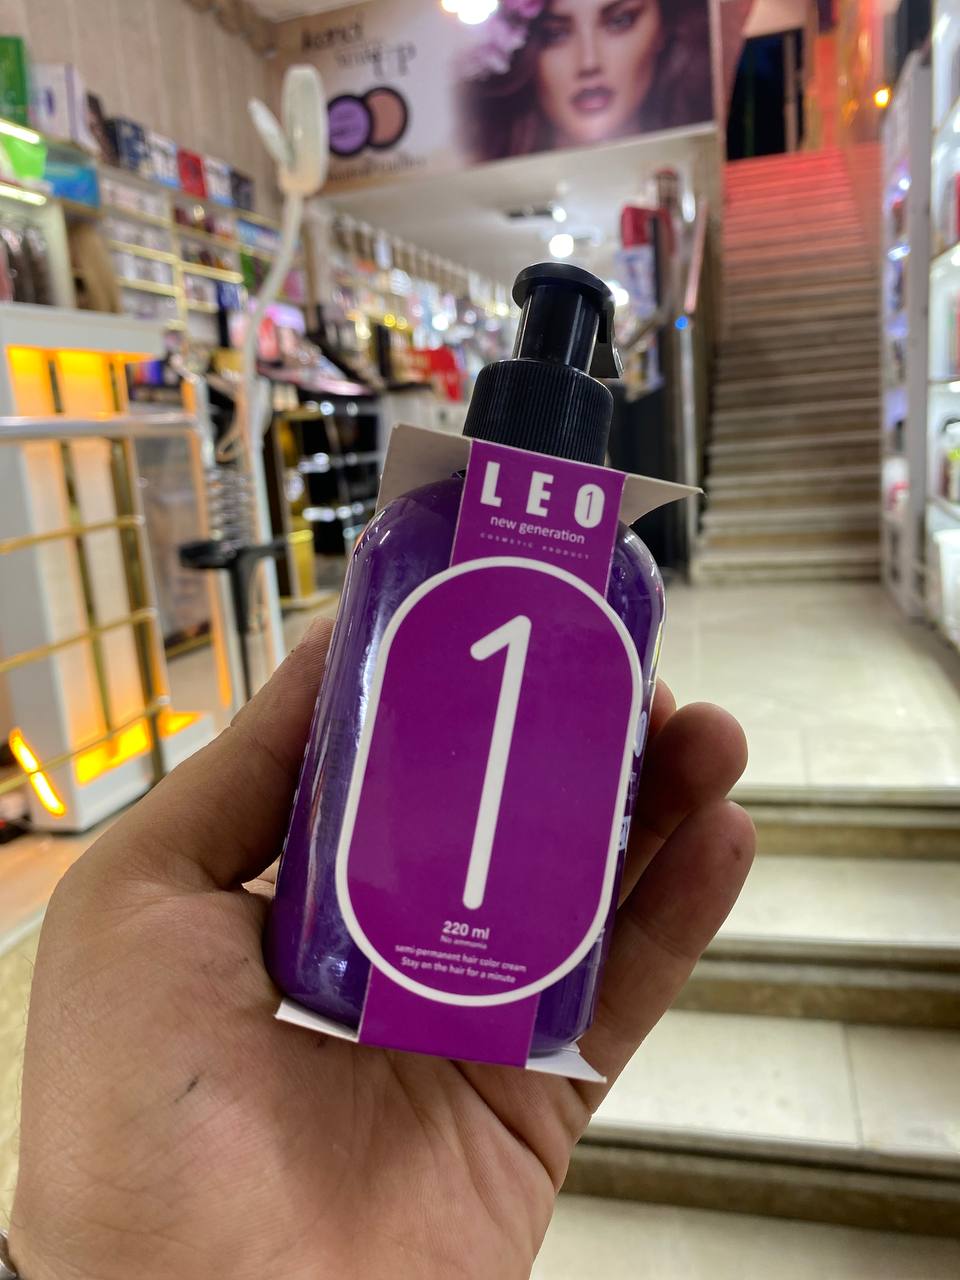 UP
LEO
1
new generation
COSMETIC PRODUCT
1
220 ml
No ammonia
semi-permanent hair color cream
Stay on the hair for a minute